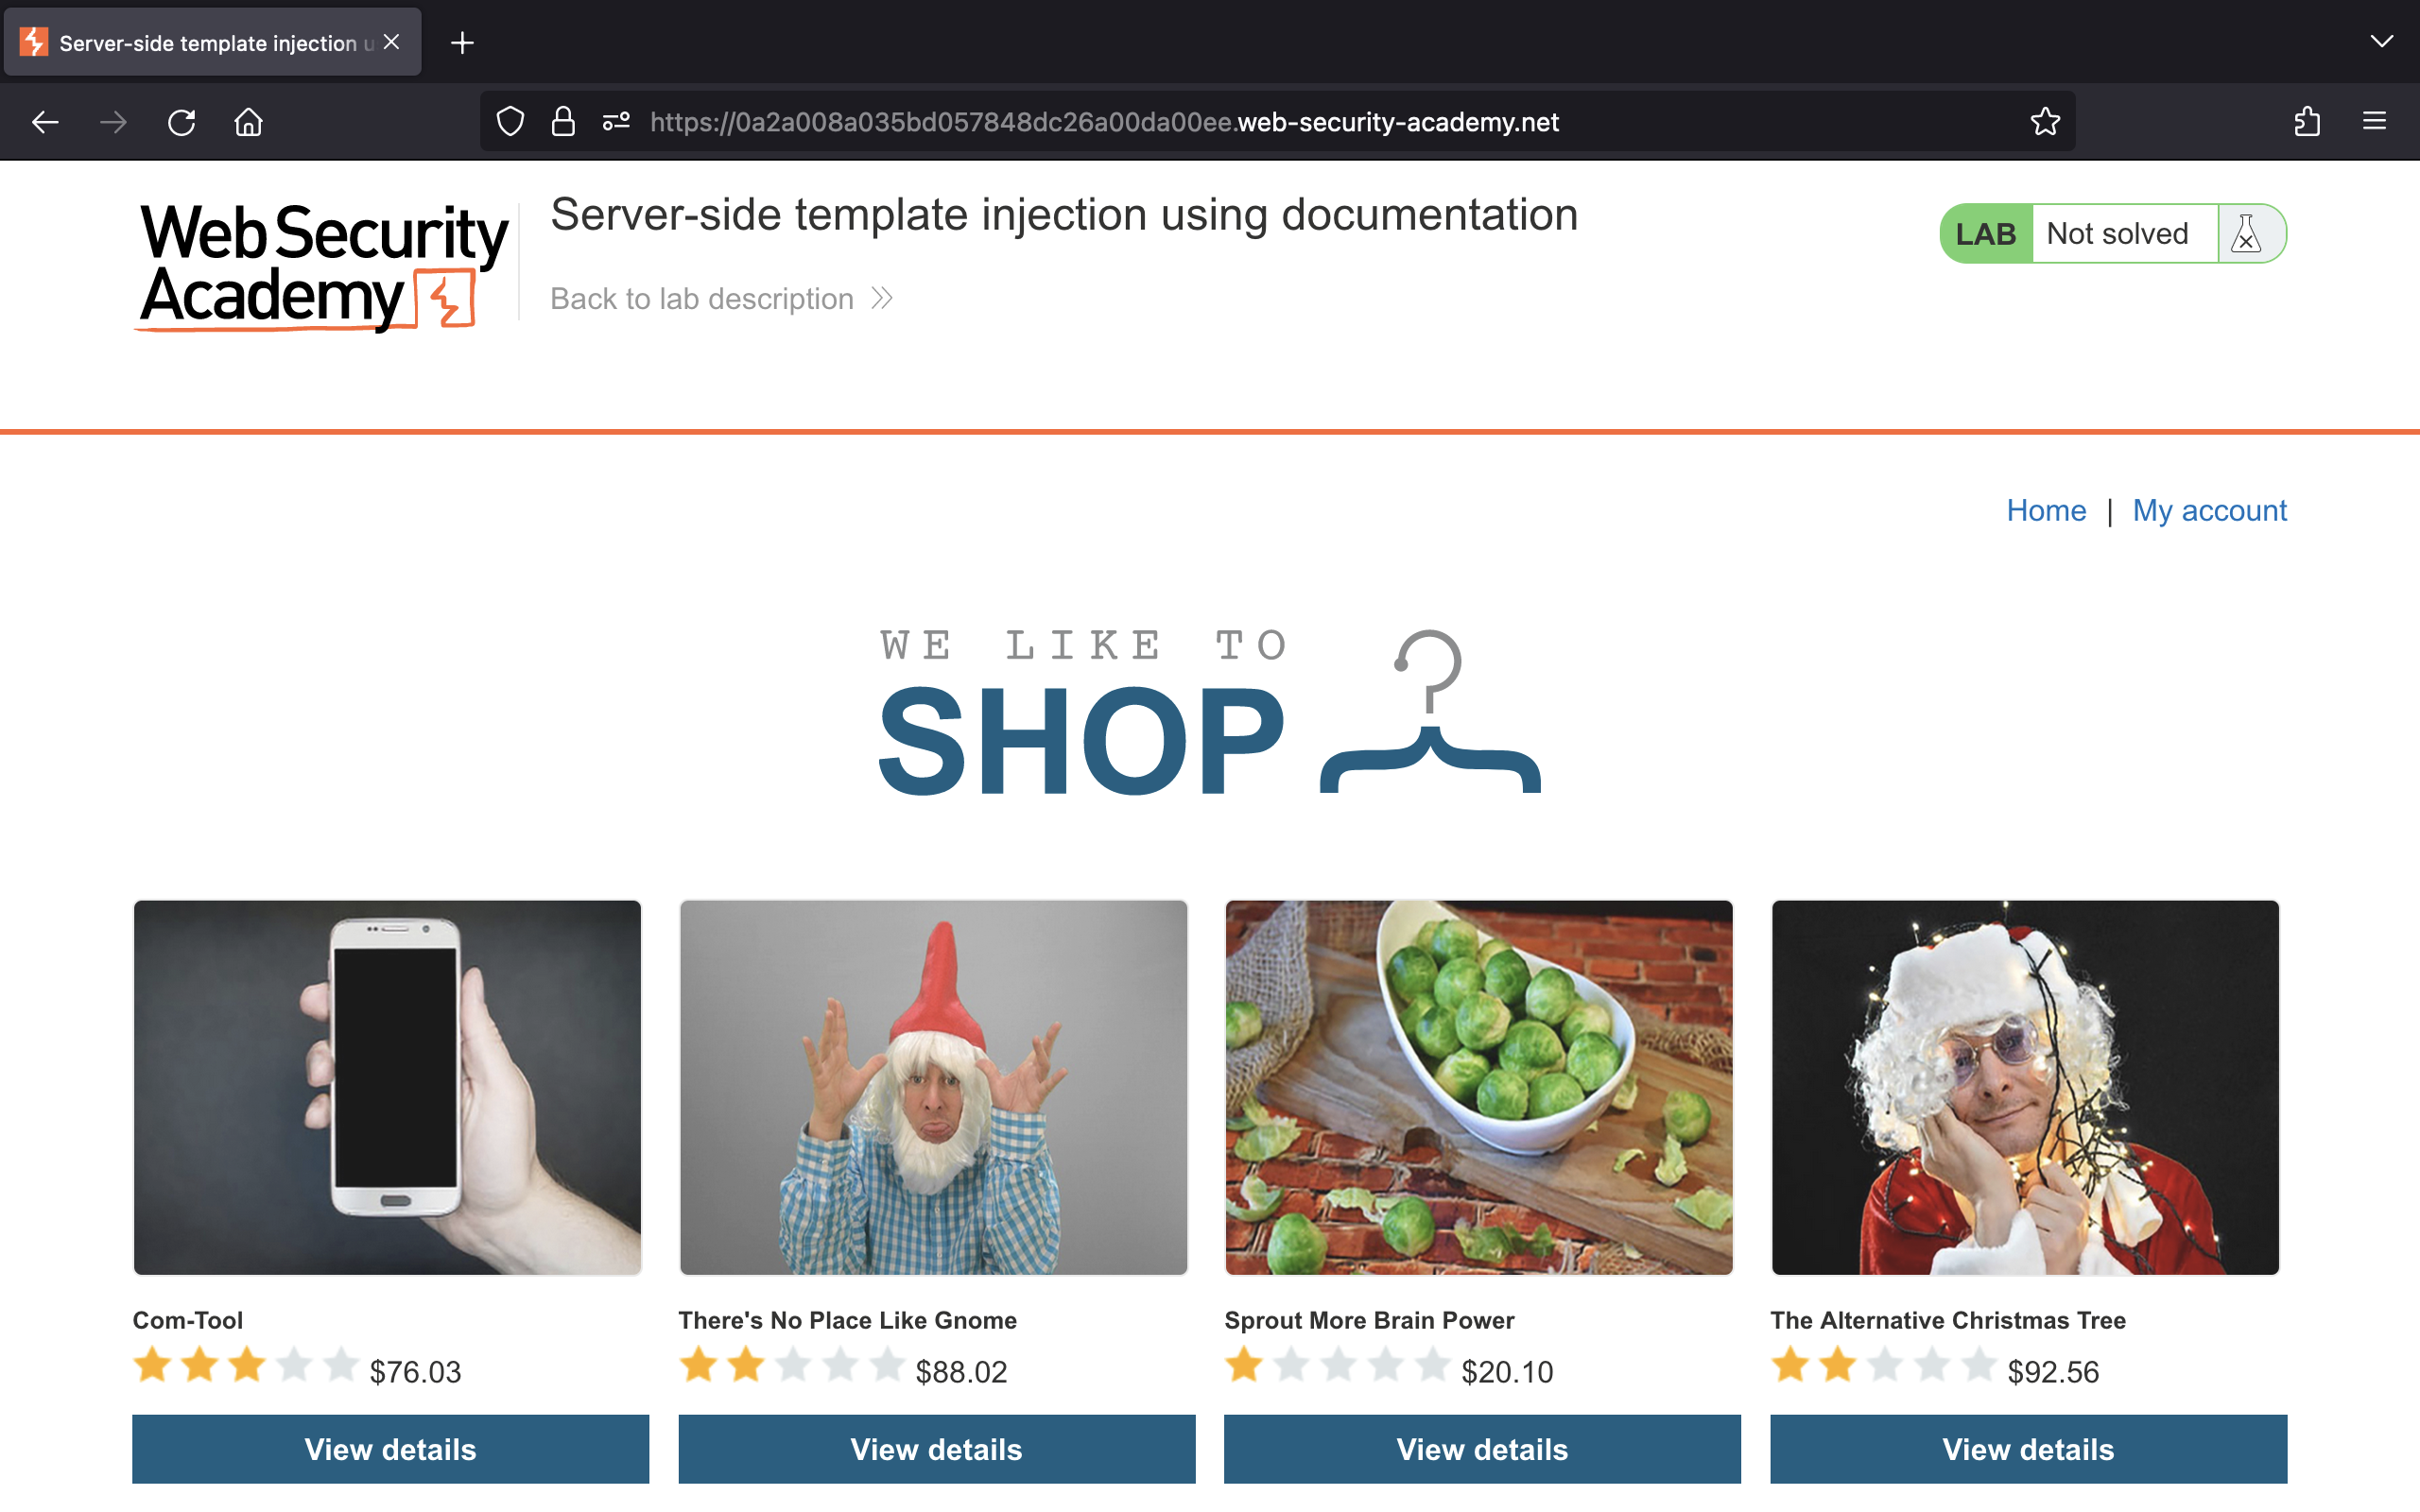 Server-side template injection u
https://0a2a008a035bd057848dc26a00da00ee.web-security-academy.net
Web Security
Academy
Server-side template injection using documentation
Back to lab description
LAB Not solved
Home | My account
WE LIKE TO
SHOP
Com-Tool
$76.03
View details
There's No Place Like Gnome
$88.02
View details
Sprout More Brain Power
$20.10
View details
The Alternative Christmas Tree
$92.56
View details